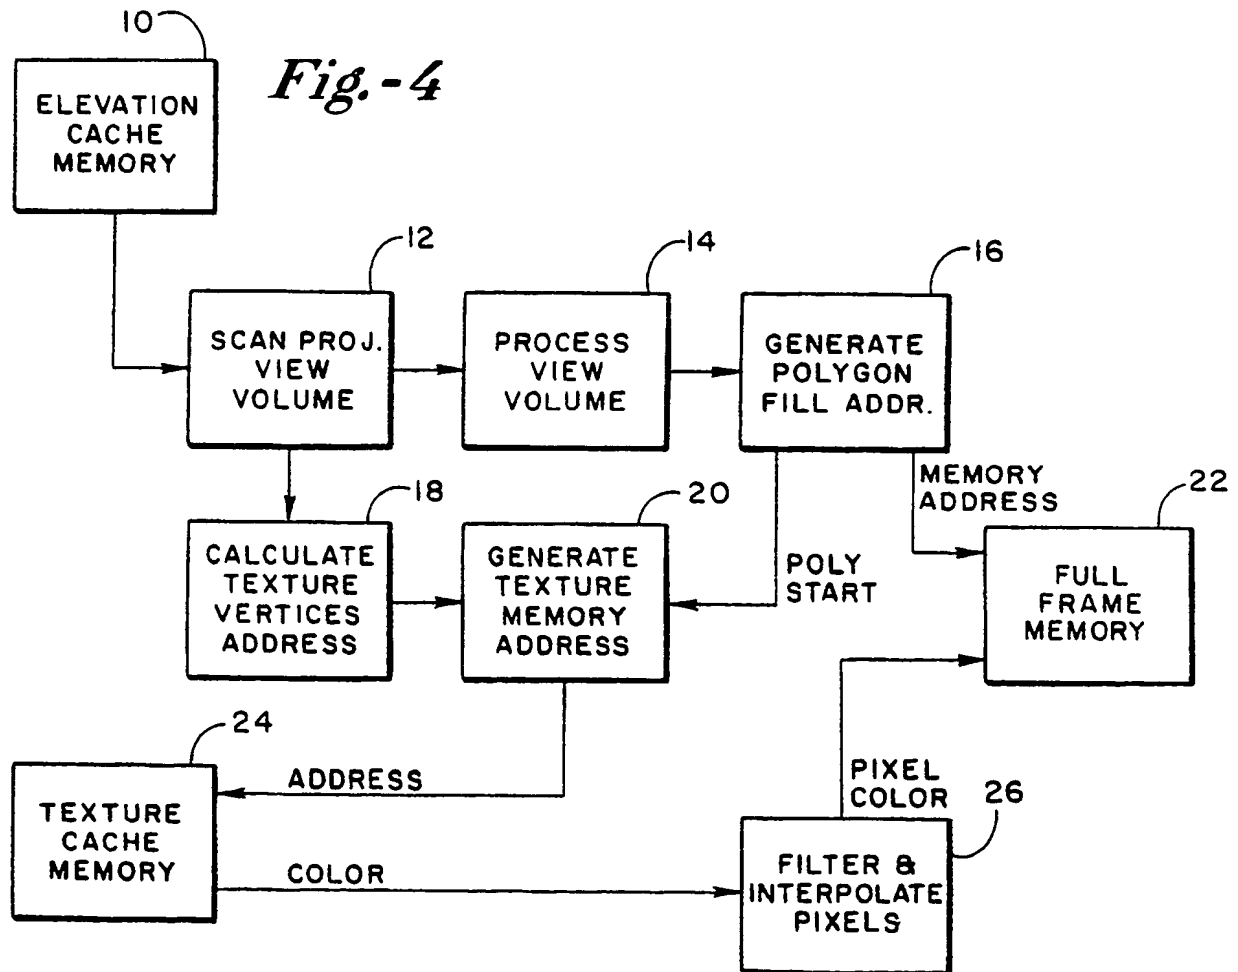 10
Fig.-4
ELEVATION
CACHE
MEMORY
12
14
16
SCAN PROJ.
VIEW
VOLUME
PROCESS
VIEW
VOLUME
GENERATE
POLYGON
FILL ADDR.
MEMORY
ADDRESS
18
20
22
CALCULATE
TEXTURE
VERTICES
ADDRESS
GENERATE
TEXTURE
MEMORY
ADDRESS
POLY
START
FULL
FRAME
MEMORY
24
ADDRESS
PIXEL
COLOR
26
TEXTURE
CACHE
MEMORY
COLOR
FILTER &
INTERPOLATE
PIXELS